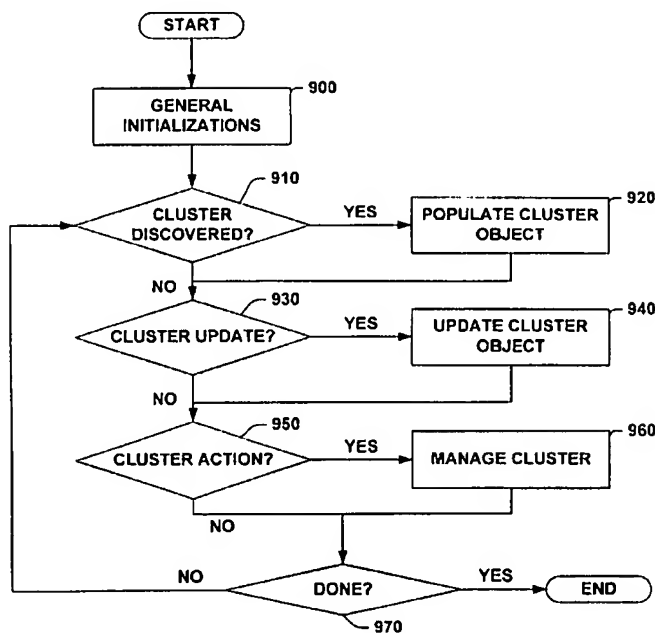 START
900
GENERAL
INITIALIZATIONS
910
CLUSTER
DISCOVERED?
YES
920
POPULATE CLUSTER
OBJECT
NO
930
CLUSTER UPDATE?
YES
940
UPDATE CLUSTER
OBJECT
NO
950
CLUSTER ACTION?
YES
960
MANAGE CLUSTER
NO
NO
DONE?
YES
END
970